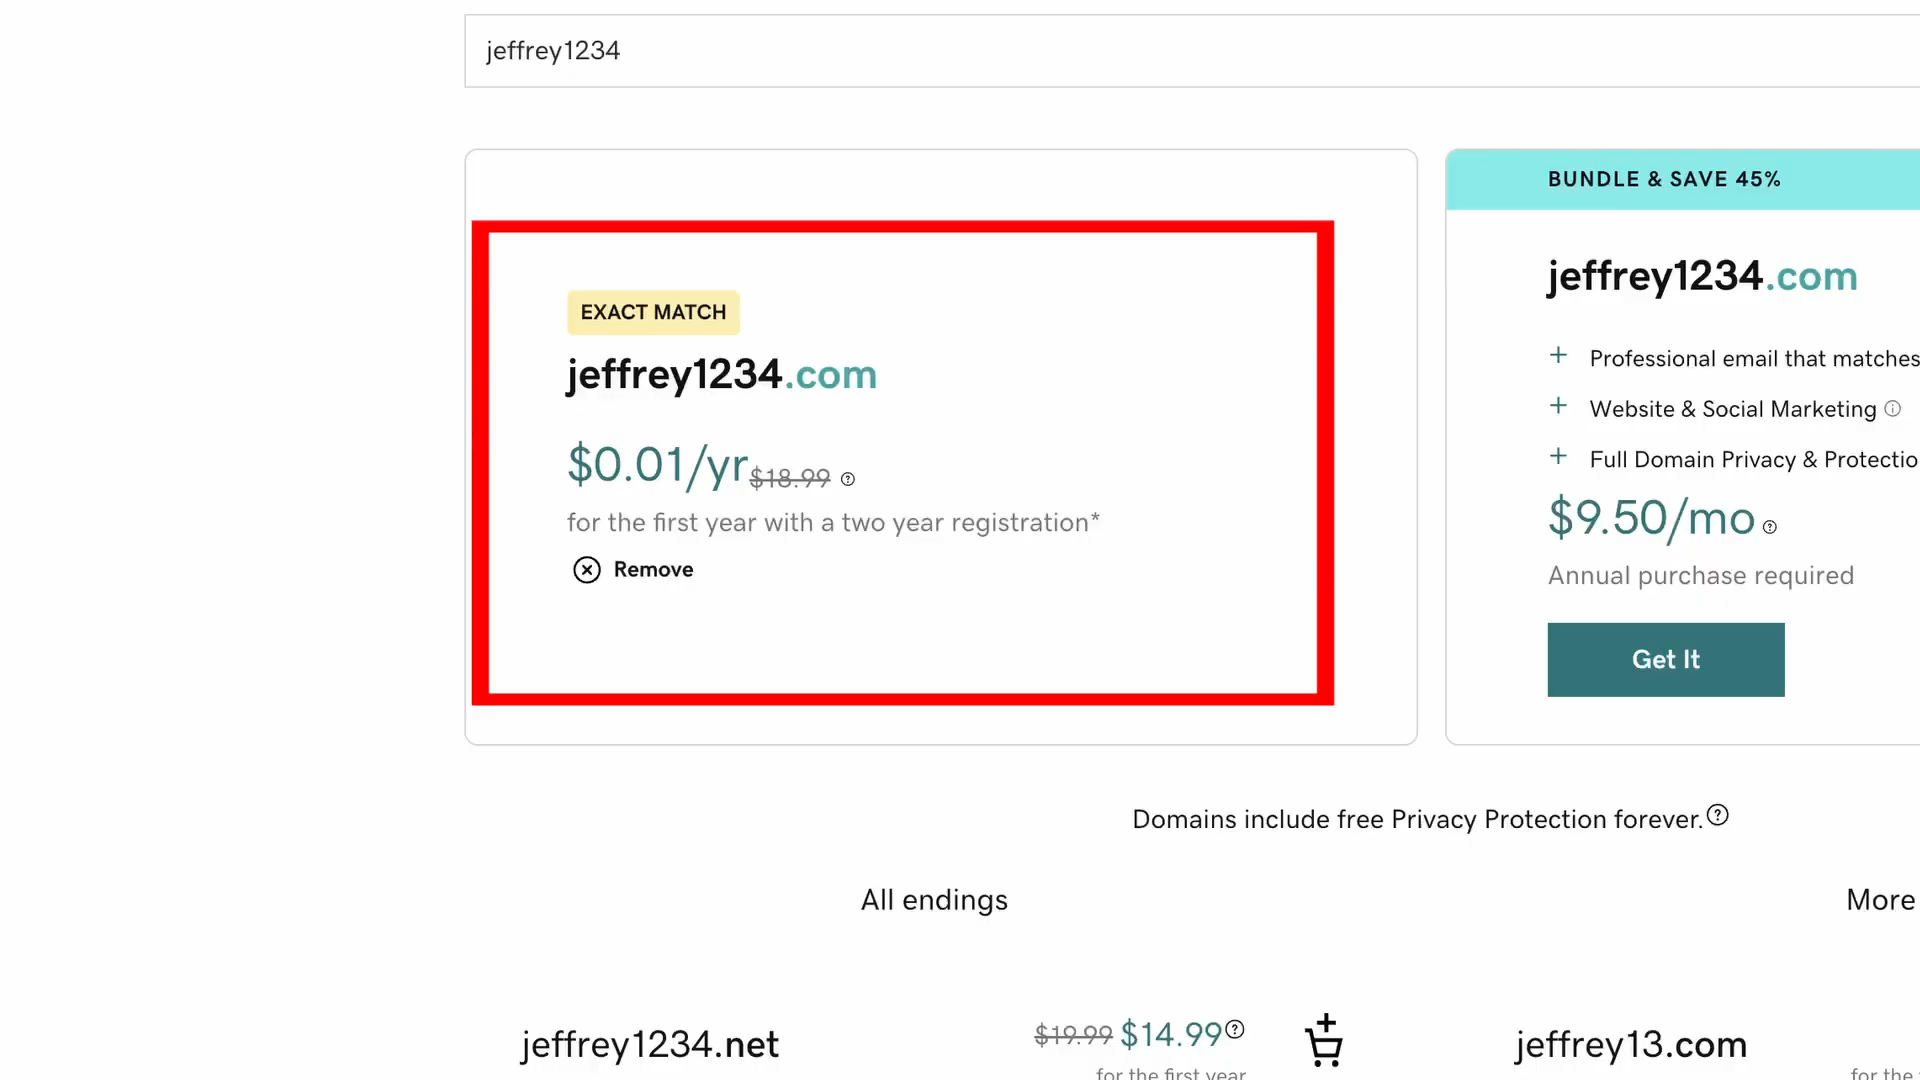 jeffrey1234
EXACT MATCH
jeffrey1234.com
$0.01/yr $18.99
for the first year with a two year registration*
Remove
BUNDLE & SAVE 45%
jeffrey1234.com
+ Professional email that matches
+ Website & Social Marketing
+ Full Domain Privacy & Protectio
$9.50/mo
Annual purchase required
Get It
Domains include free Privacy Protection forever.
All endings
More
jeffrey1234.net
$19.99 $14.99
for the first year
jeffrey13.com
for the